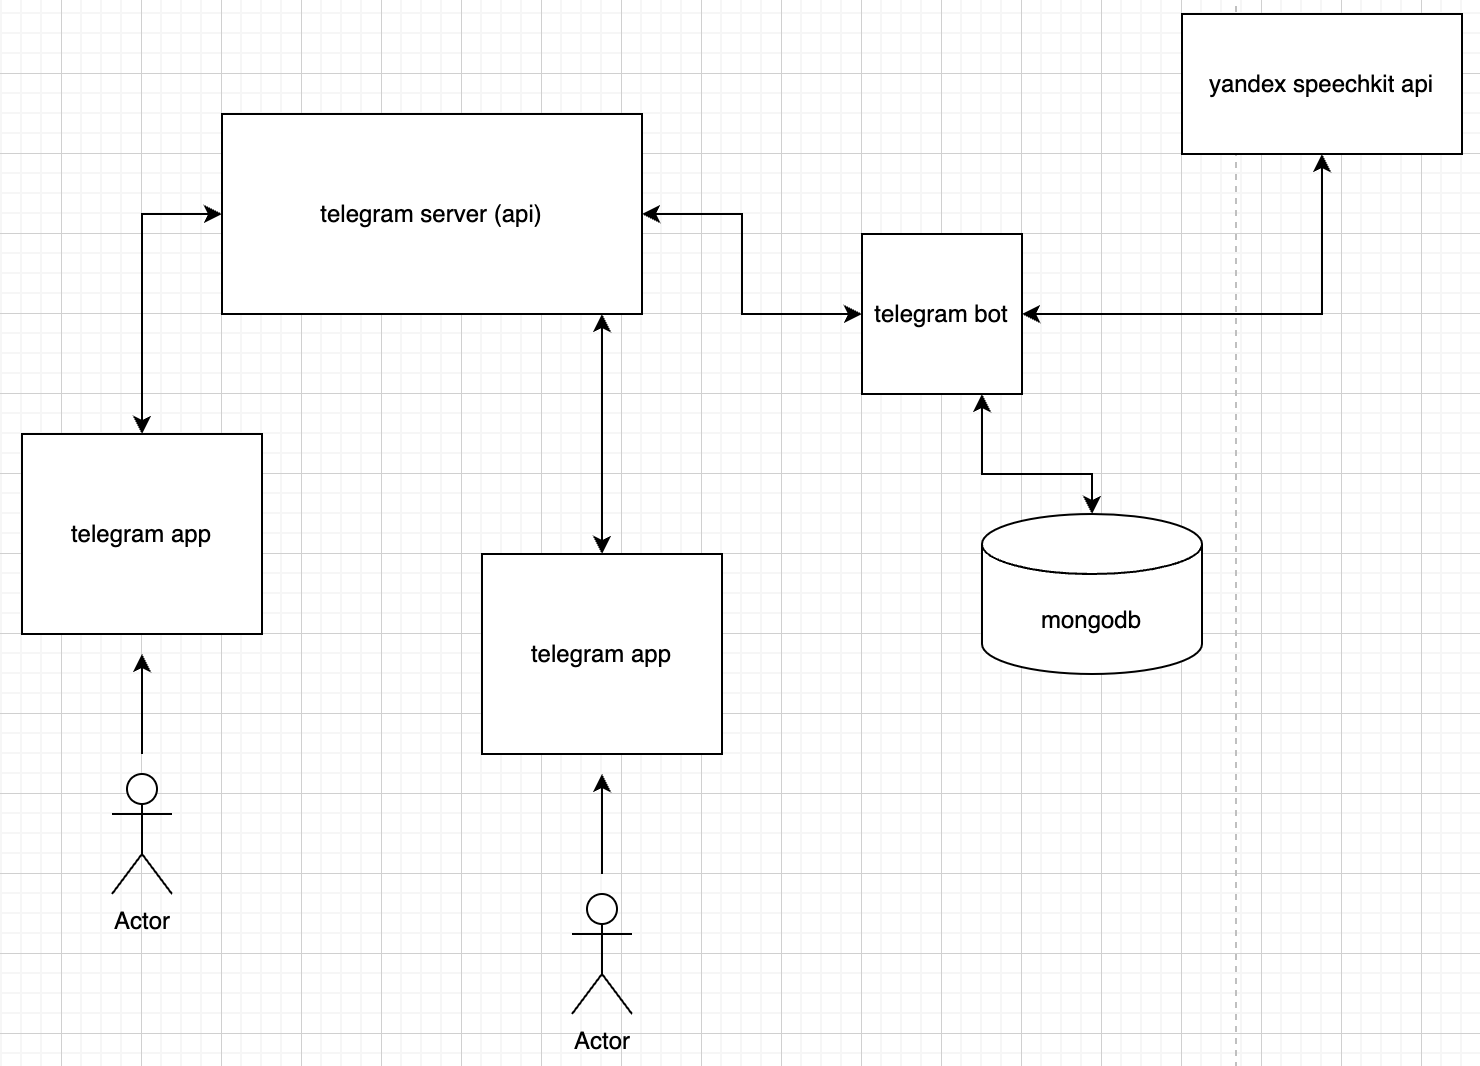 yandex speechkit api
telegram server (api)
telegram bot
telegram app
mongodb
telegram app
Actor
Actor